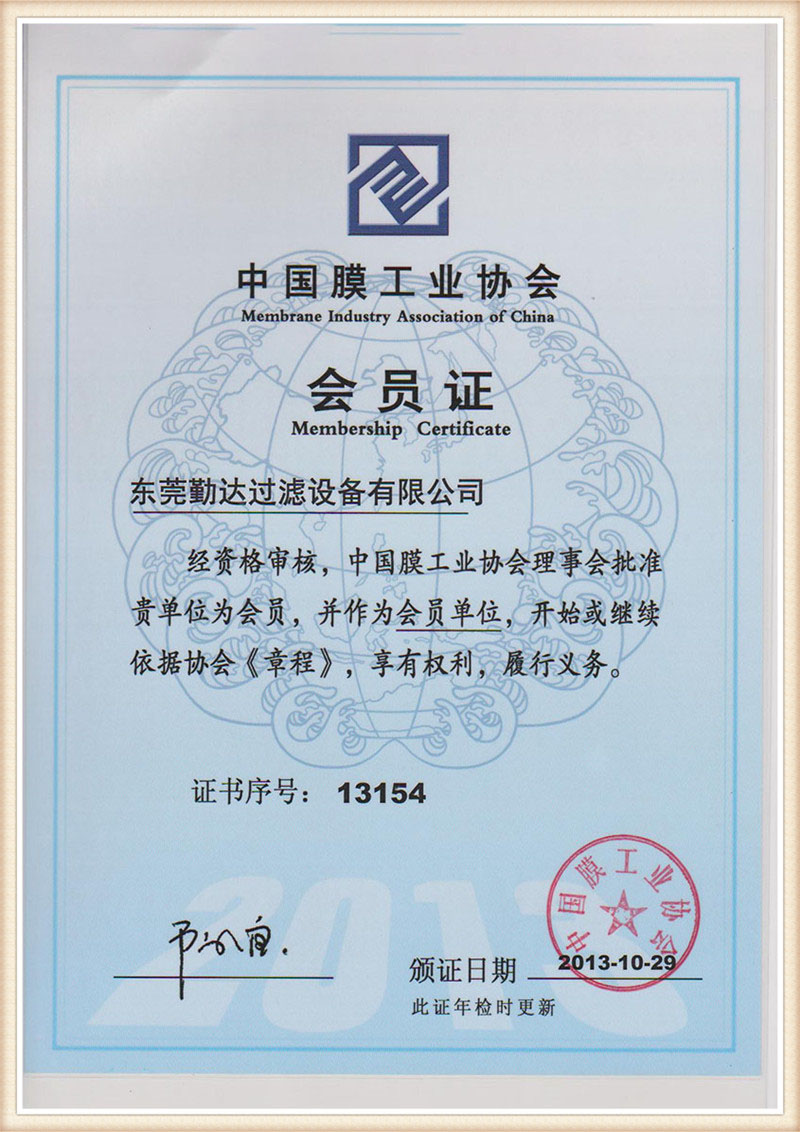 中国膜工业协会
Membrane Industry Association of China
会员证
Membership Certificate
东莞勤达过滤设备有限公司
经资格审核，中国膜工业协会理事会批准
贵单位为会员，并作为会员单位，开始或继续
依据协会《章程》，享有权利，履行义务。
证书序号：13154
2013
中国膜工业协会
颁证日期 2013-10-29
此证年检时更新